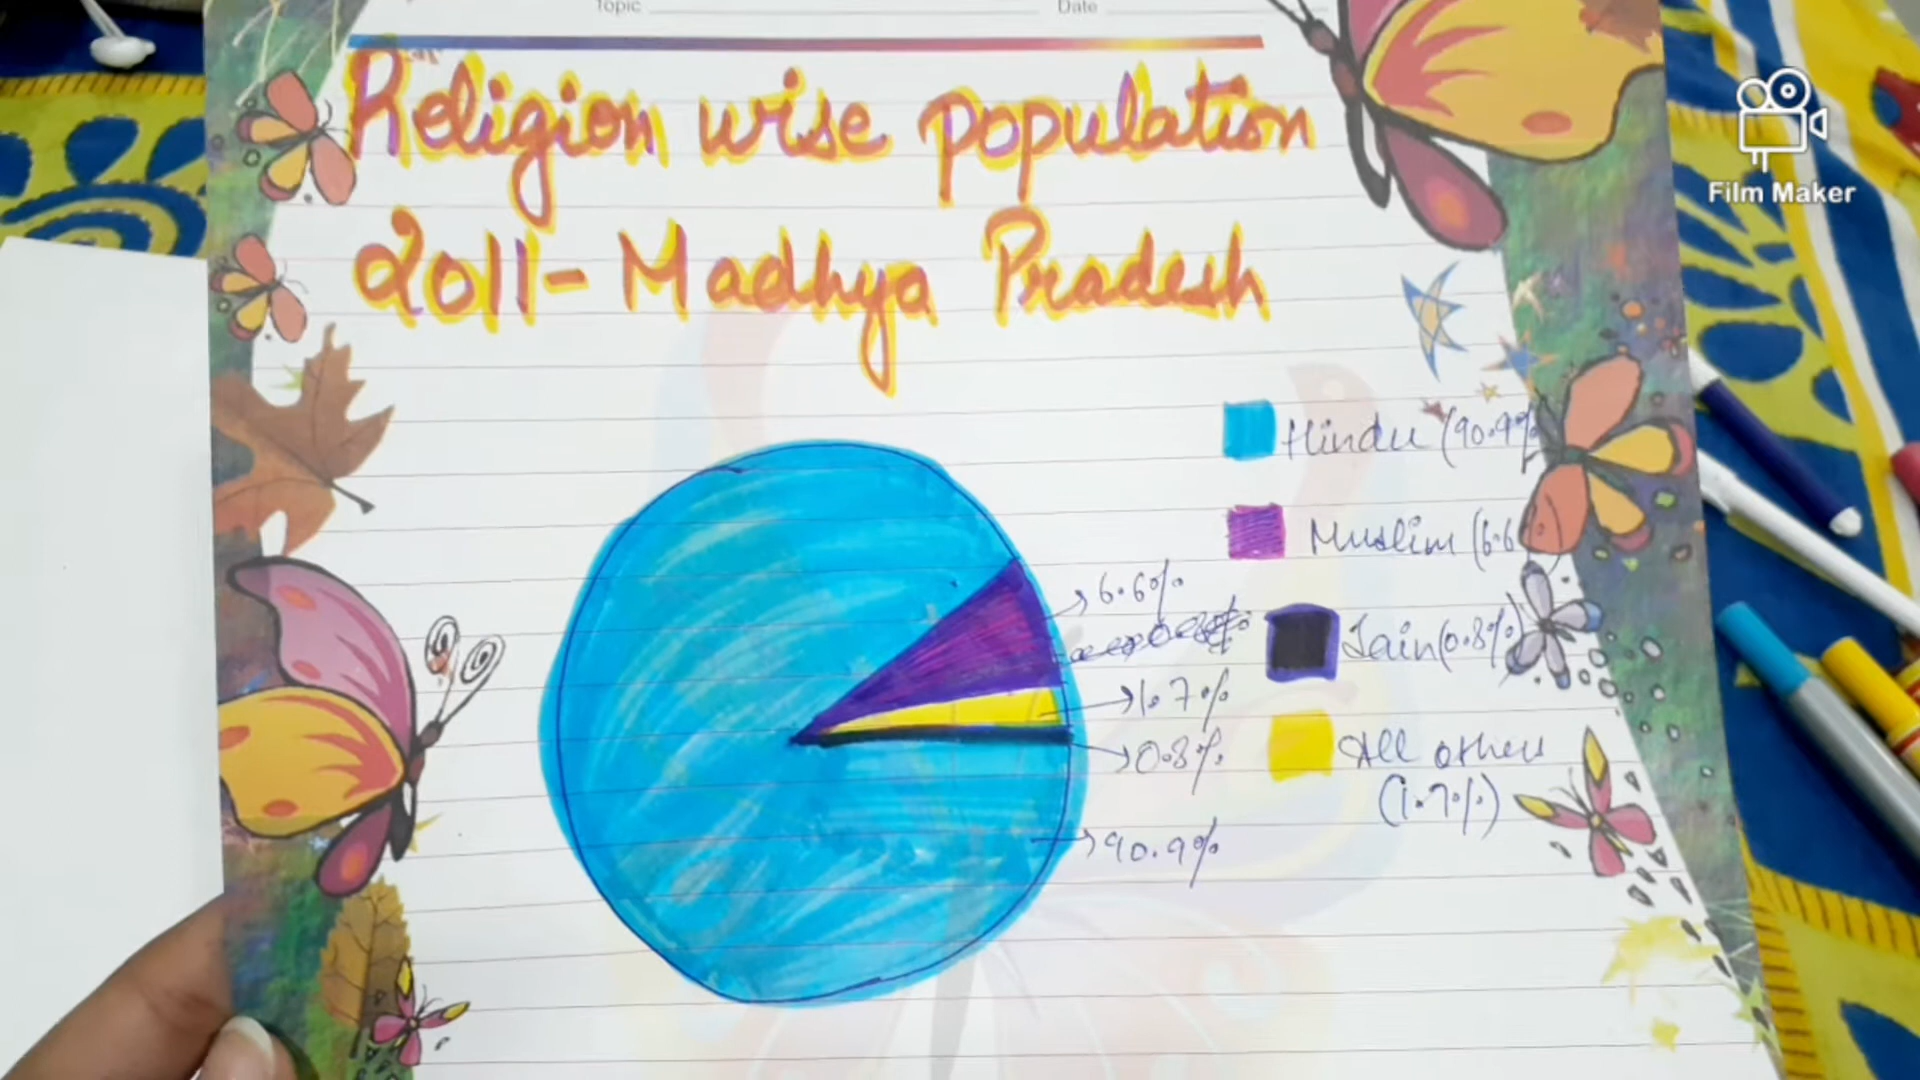 Topic
Date
Religion wise population
2011- Madhya Pradesh
Film Maker
Hindu (90.9%
Muslim (6.6
Jain (0.8%)
All others
(1.7%)
6.6%
1.7%
0.8%
90.9%